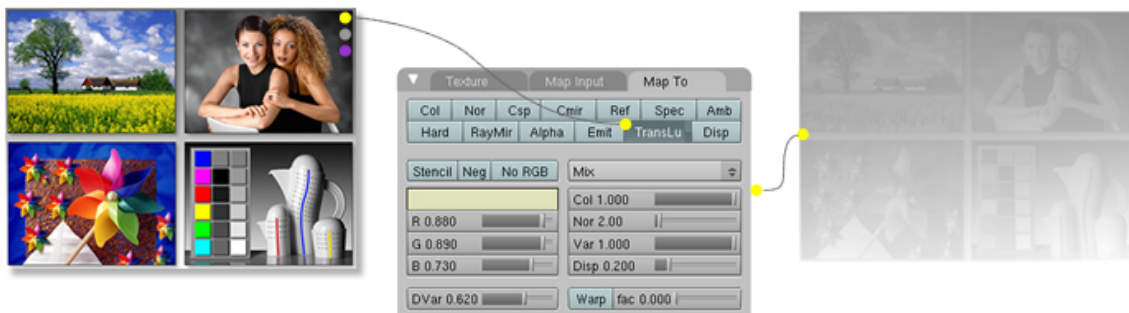 Texture Map Input Map To
Col Nor Csp Cmir Ref Spec Amb
Hard RayMir Alpha Emit TransLu Disp
Stencil Neg No RGB Mix
Col 1.000
R 0.880 Nor 2.00
G 0.890 Var 1.000
B 0.730 Disp 0.200
DVar 0.620 Warp fac 0.000